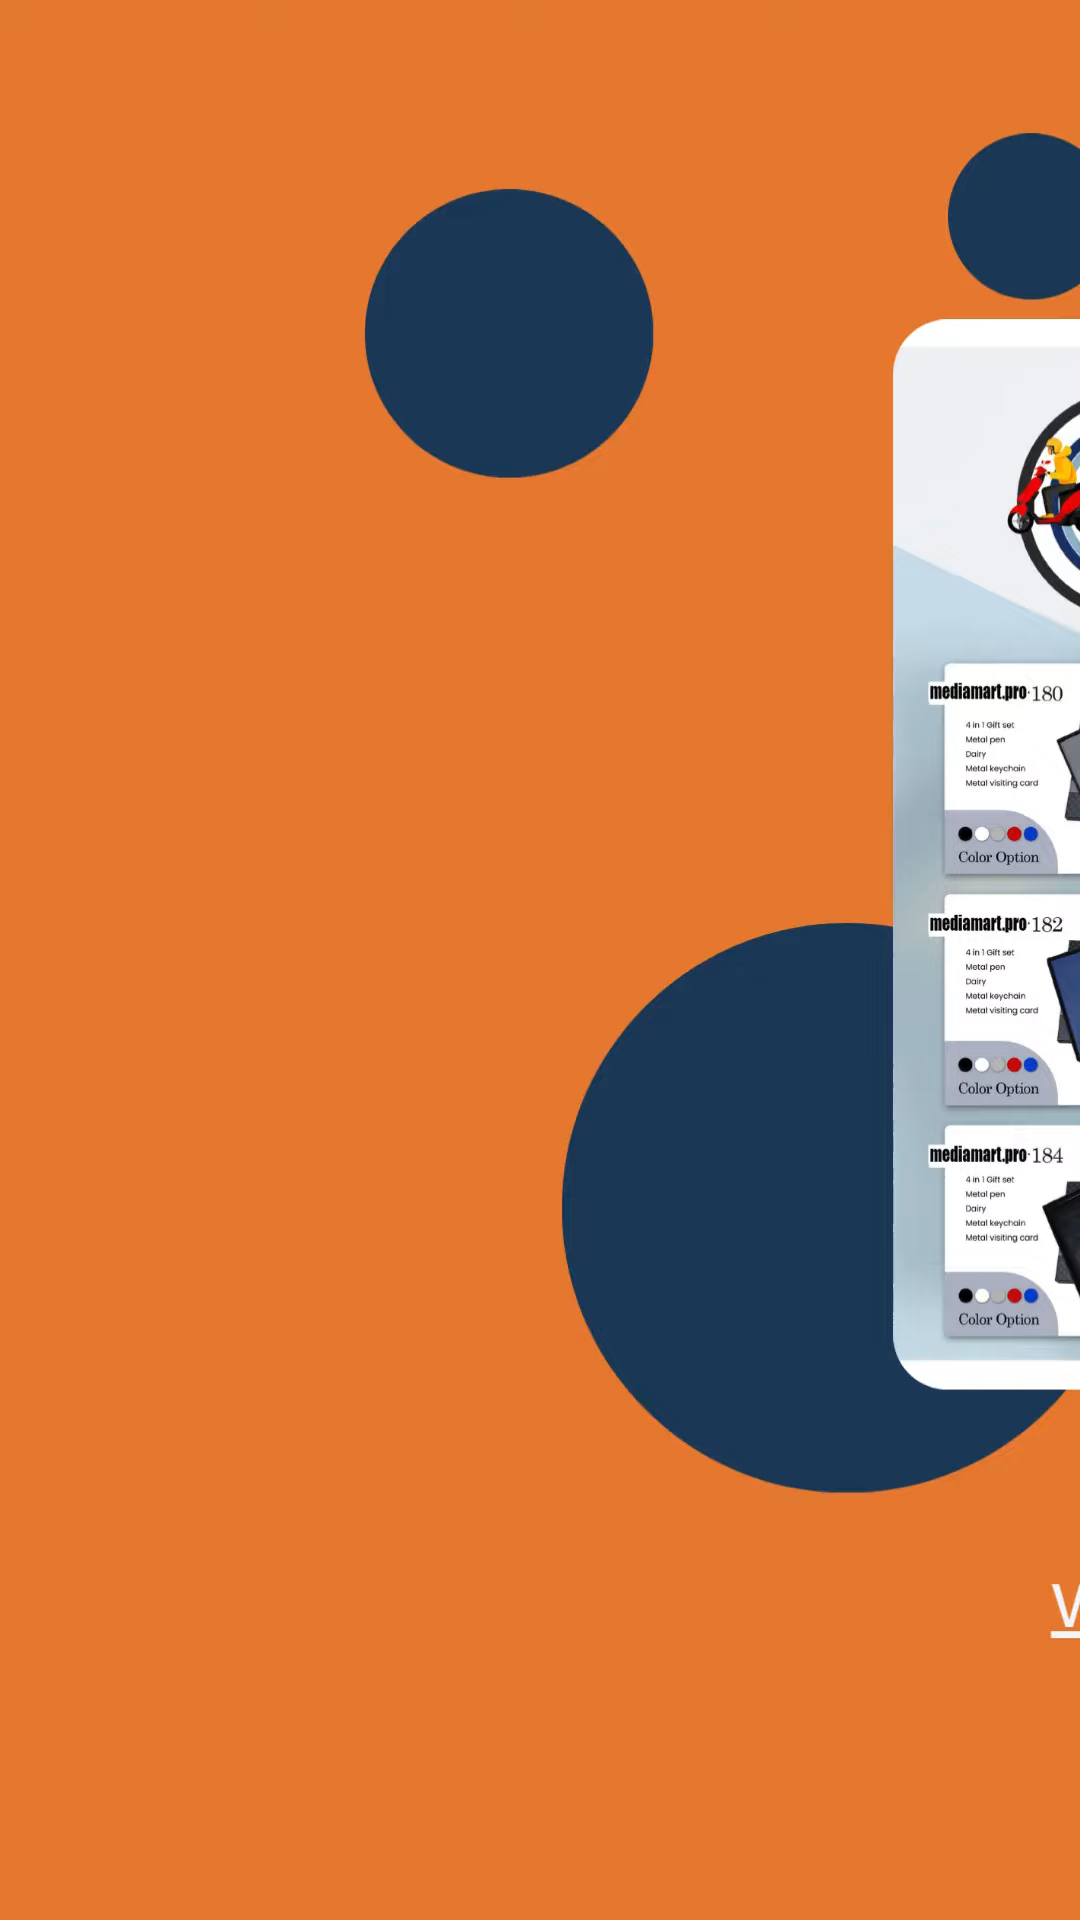 mediamart.pro·180
4 in 1 Gift set
Metal pen
Dairy
Metal keychain
Metal visiting card
Color Option
mediamart.pro·182
4 in 1 Gift set
Metal pen
Dairy
Metal keychain
Metal visiting card
Color Option
mediamart.pro·184
4 in 1 Gift set
Metal pen
Dairy
Metal keychain
Metal visiting card
Color Option